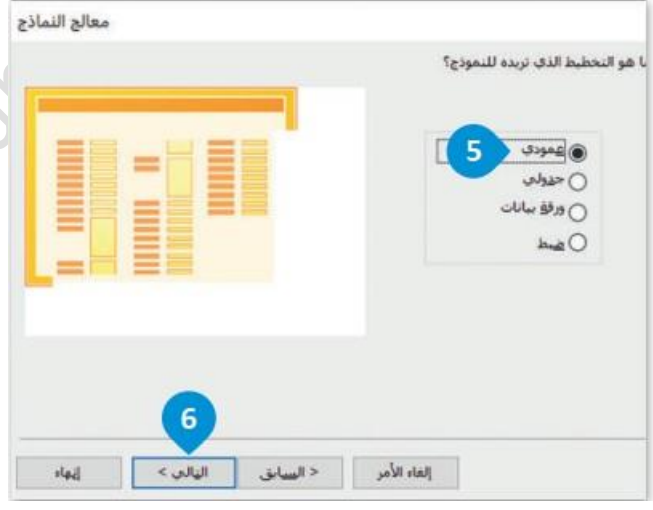 معالج النماذج
ما هو التخطيط الذي تريده للنموذج؟
5
عمودي
جدولي
ورقة بيانات
ضبط
6
إلغاء الأمر
< السابق
التالي >
إنهاء